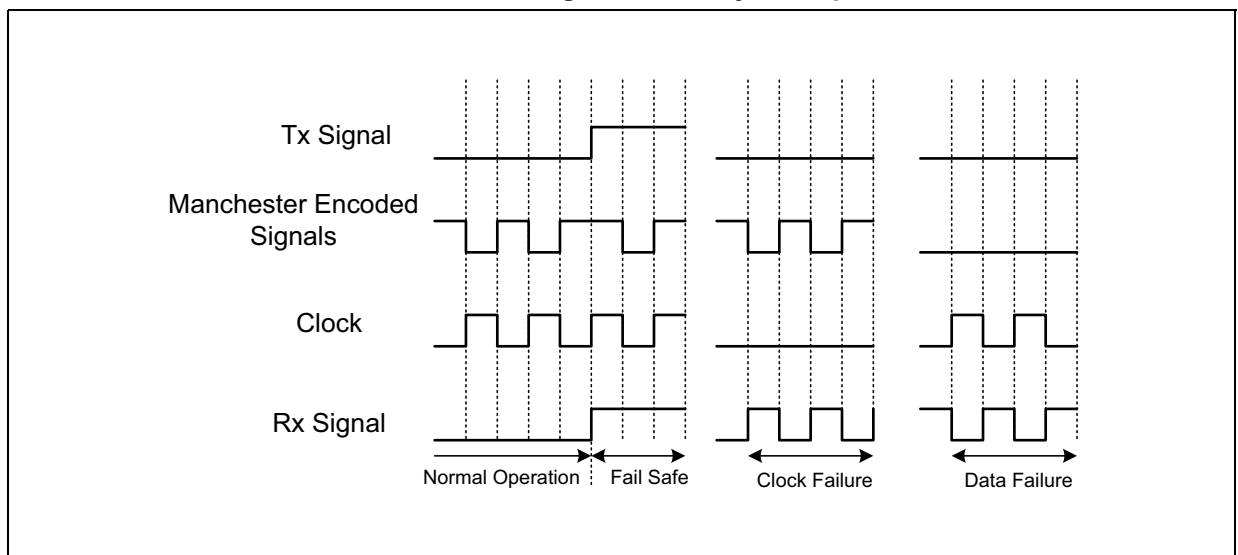 Tx Signal
Manchester Encoded
Signals
Clock
Rx Signal
Normal Operation
Fail Safe
Clock Failure
Data Failure